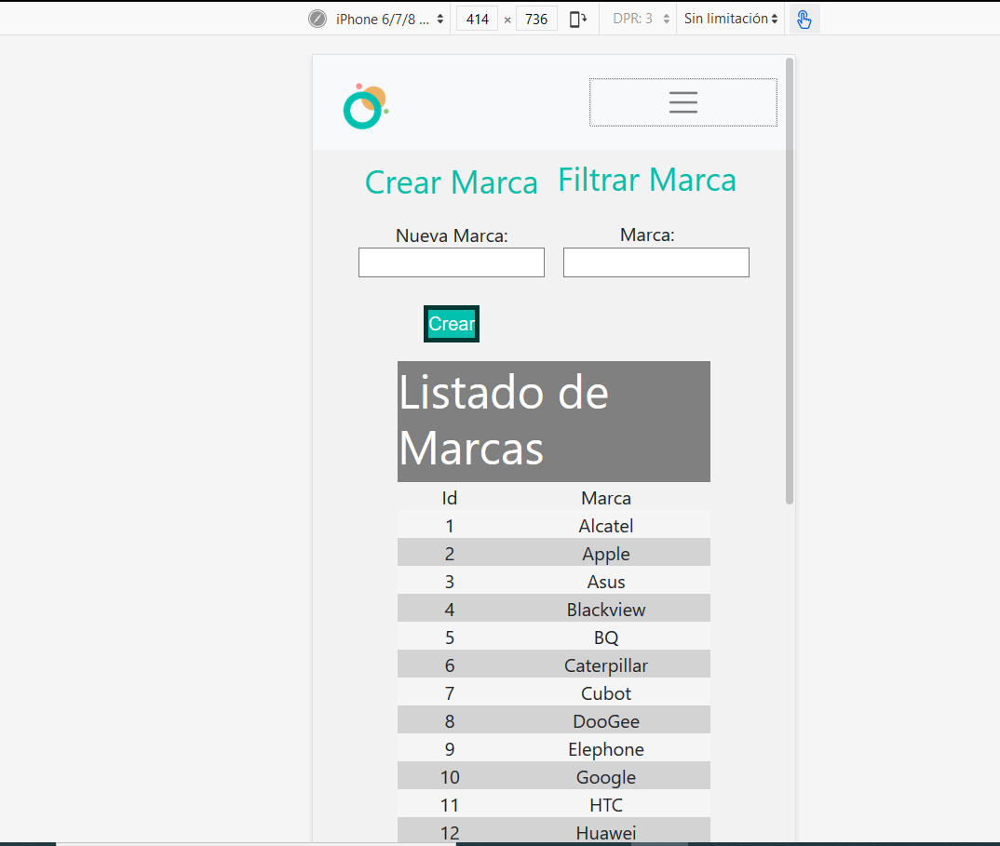 iPhone 6/7/8 ... 414 × 736 DPR: 3 Sin limitación
Crear Marca Filtrar Marca
Nueva Marca: Marca:
Crear
Listado de
Marcas
Id Marca
1 Alcatel
2 Apple
3 Asus
4 Blackview
5 BQ
6 Caterpillar
7 Cubot
8 DooGee
9 Elephone
10 Google
11 HTC
12 Huawei